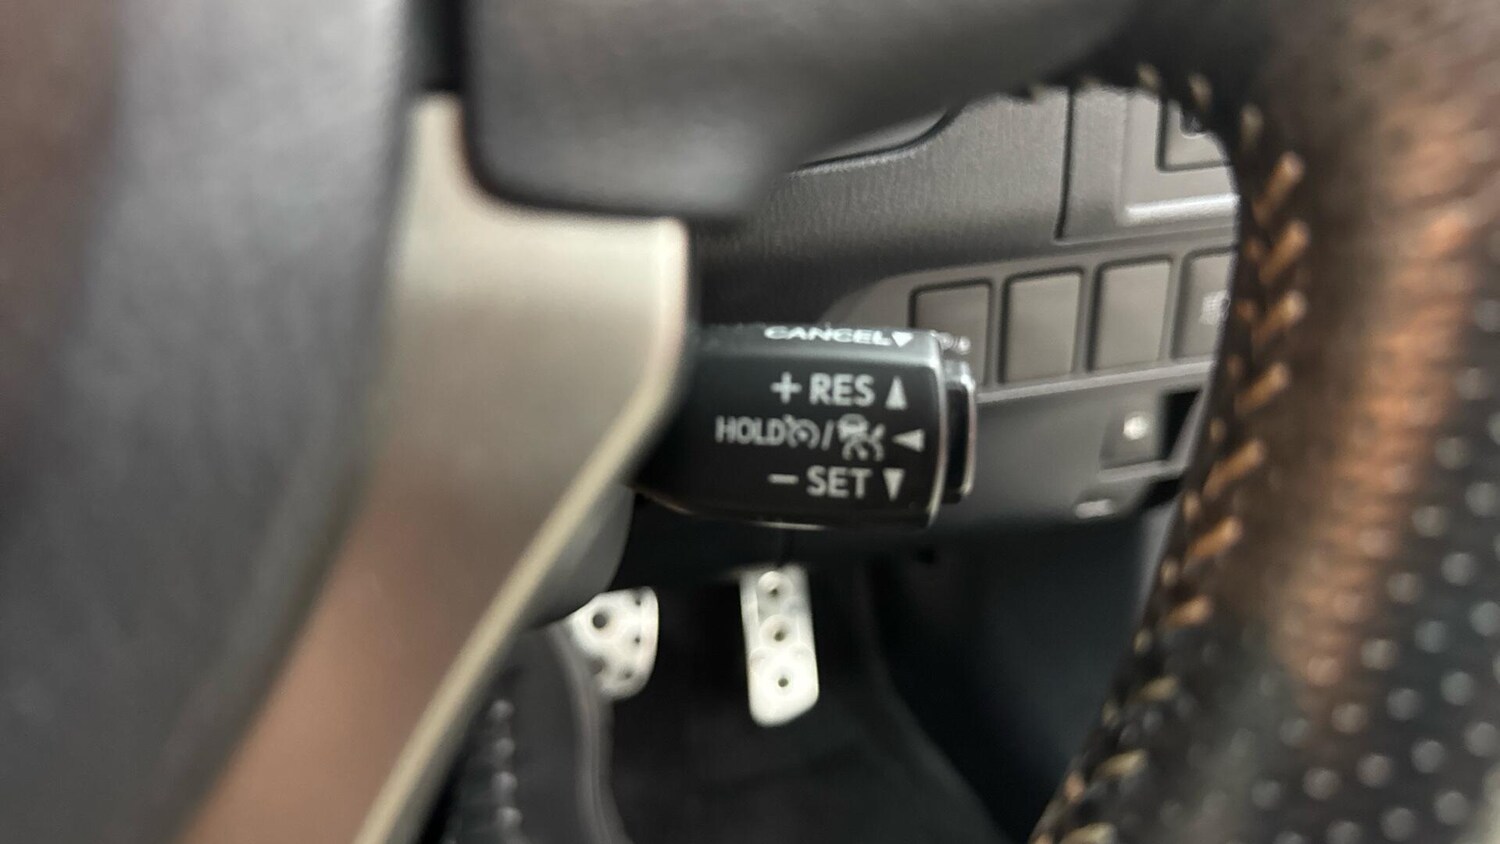 CANCEL▼
+ RES ▲
HOLD / ◀
− SET ▼